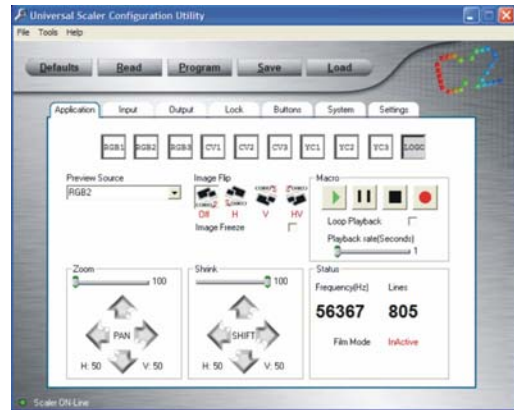 Universal Scaler Configuration Utility
File Tools Help
Defaults Read Program Save Load
C2
Application Input Output Lock Buttons System Settings
RGB1 RGB2 RGB3 CV1 CV2 CV3 YC1 YC2 YC3 LOGO
Preview Source
RGB2
Image Flip
Off H V HV
Image Freeze
Macro
Loop Playback
Playback rate(Seconds)
1
Zoom
100
PAN
H: 50 V: 50
Shrink
100
SHIFT
H: 50 V: 50
Status
Frequency(Hz) Lines
56367 805
Film Mode InActive
Scaler ON-Line